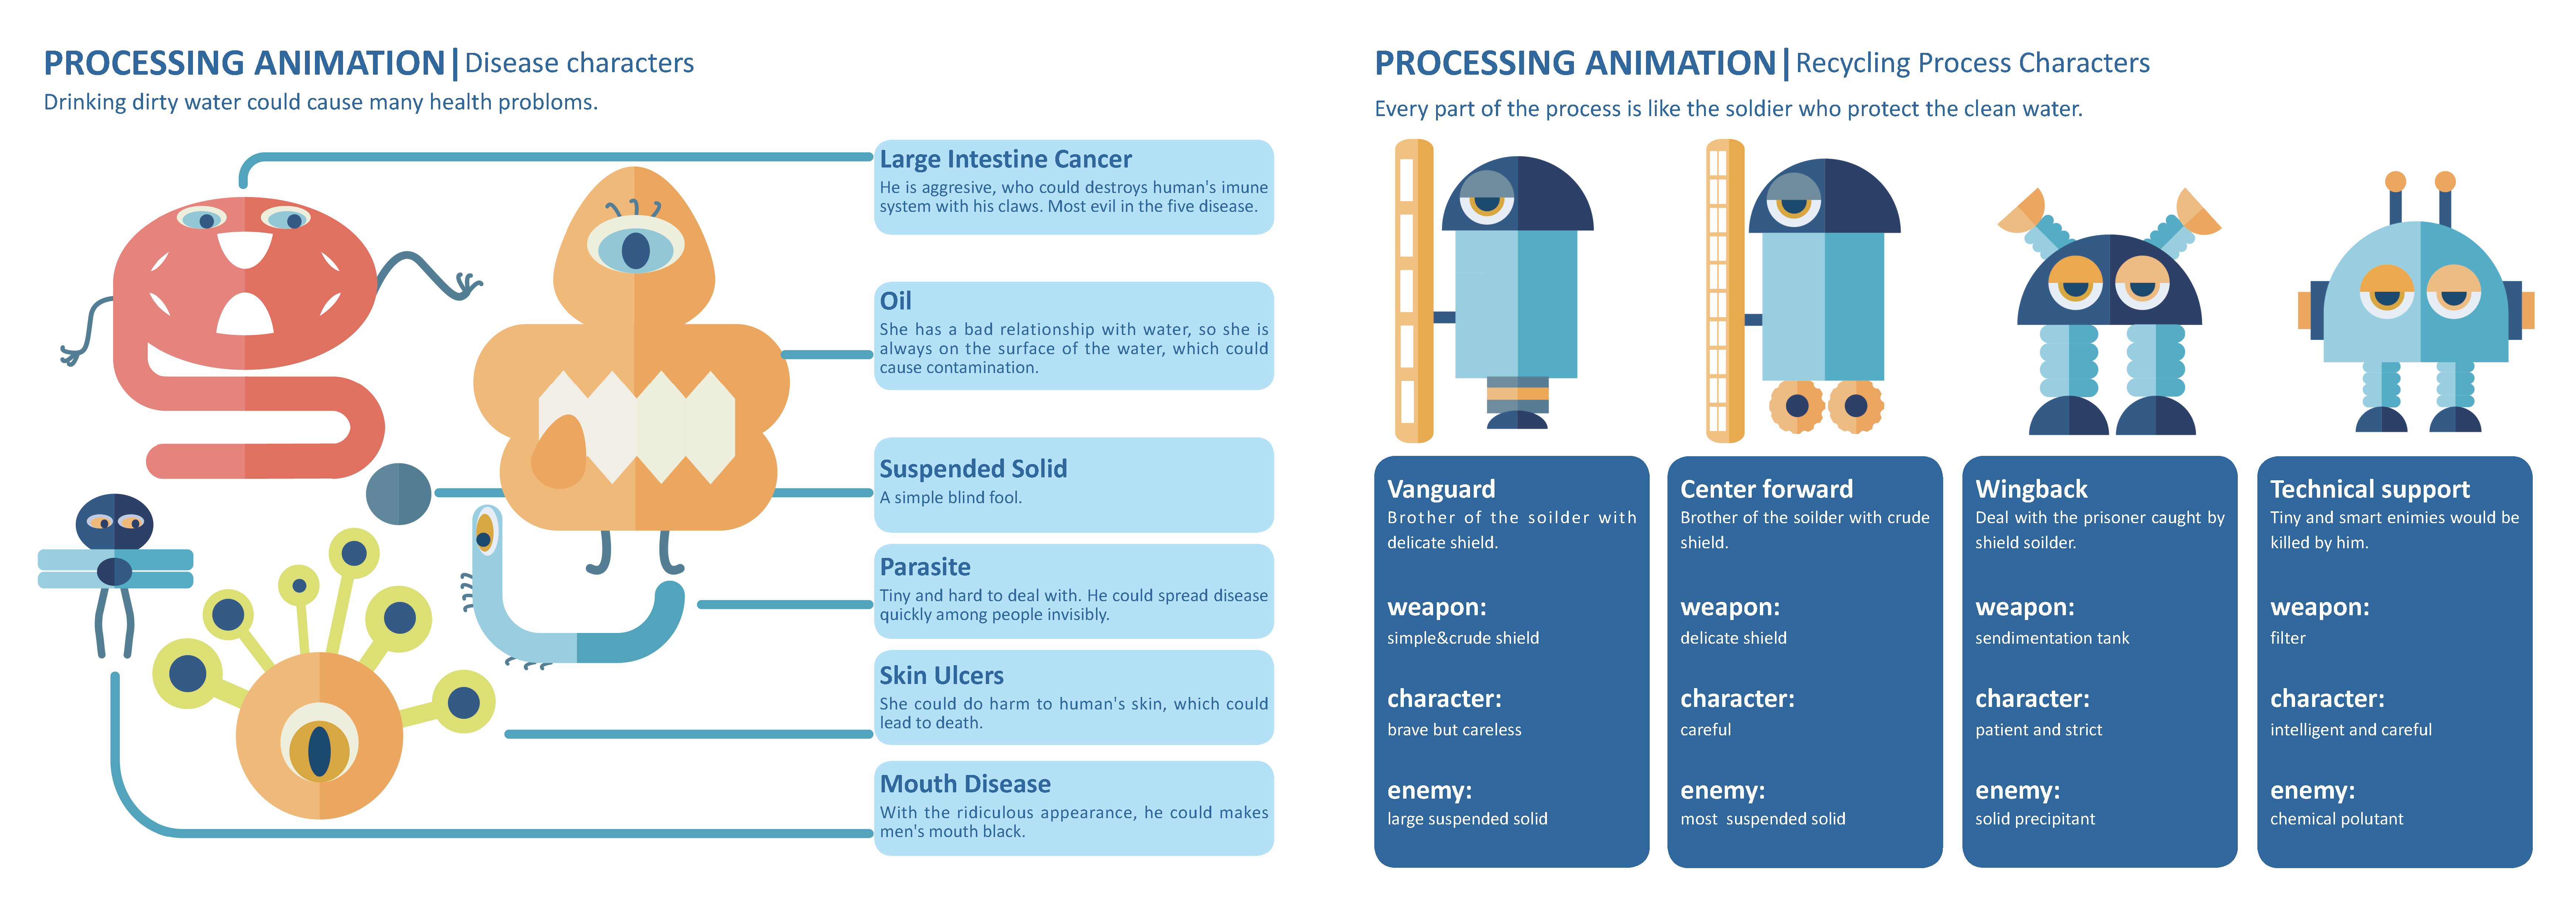 PROCESSING ANIMATION| Disease characters
Drinking dirty water could cause many health probloms.
Large Intestine Cancer
He is aggresive, who could destroys human's imune
system with his claws. Most evil in the five disease.
Oil
She has a bad relationship with water, so she is
always on the surface of the water, which could
cause contamination.
Suspended Solid
A simple blind fool.
Parasite
Tiny and hard to deal with. He could spread disease
quickly among people invisibly.
Skin Ulcers
She could do harm to human's skin, which could
lead to death.
Mouth Disease
With the ridiculous appearance, he could makes
men's mouth black.
PROCESSING ANIMATION| Recycling Process Characters
Every part of the process is like the soldier who protect the clean water.
Vanguard
Brother of the soilder with
delicate shield.
weapon:
simple&crude shield
character:
brave but careless
enemy:
large suspended solid
Center forward
Brother of the soilder with crude
shield.
weapon:
delicate shield
character:
careful
enemy:
most suspended solid
Wingback
Deal with the prisoner caught by
shield soilder.
weapon:
sendimentation tank
character:
patient and strict
enemy:
solid precipitant
Technical support
Tiny and smart enimies would be
killed by him.
weapon:
filter
character:
intelligent and careful
enemy:
chemical polutant